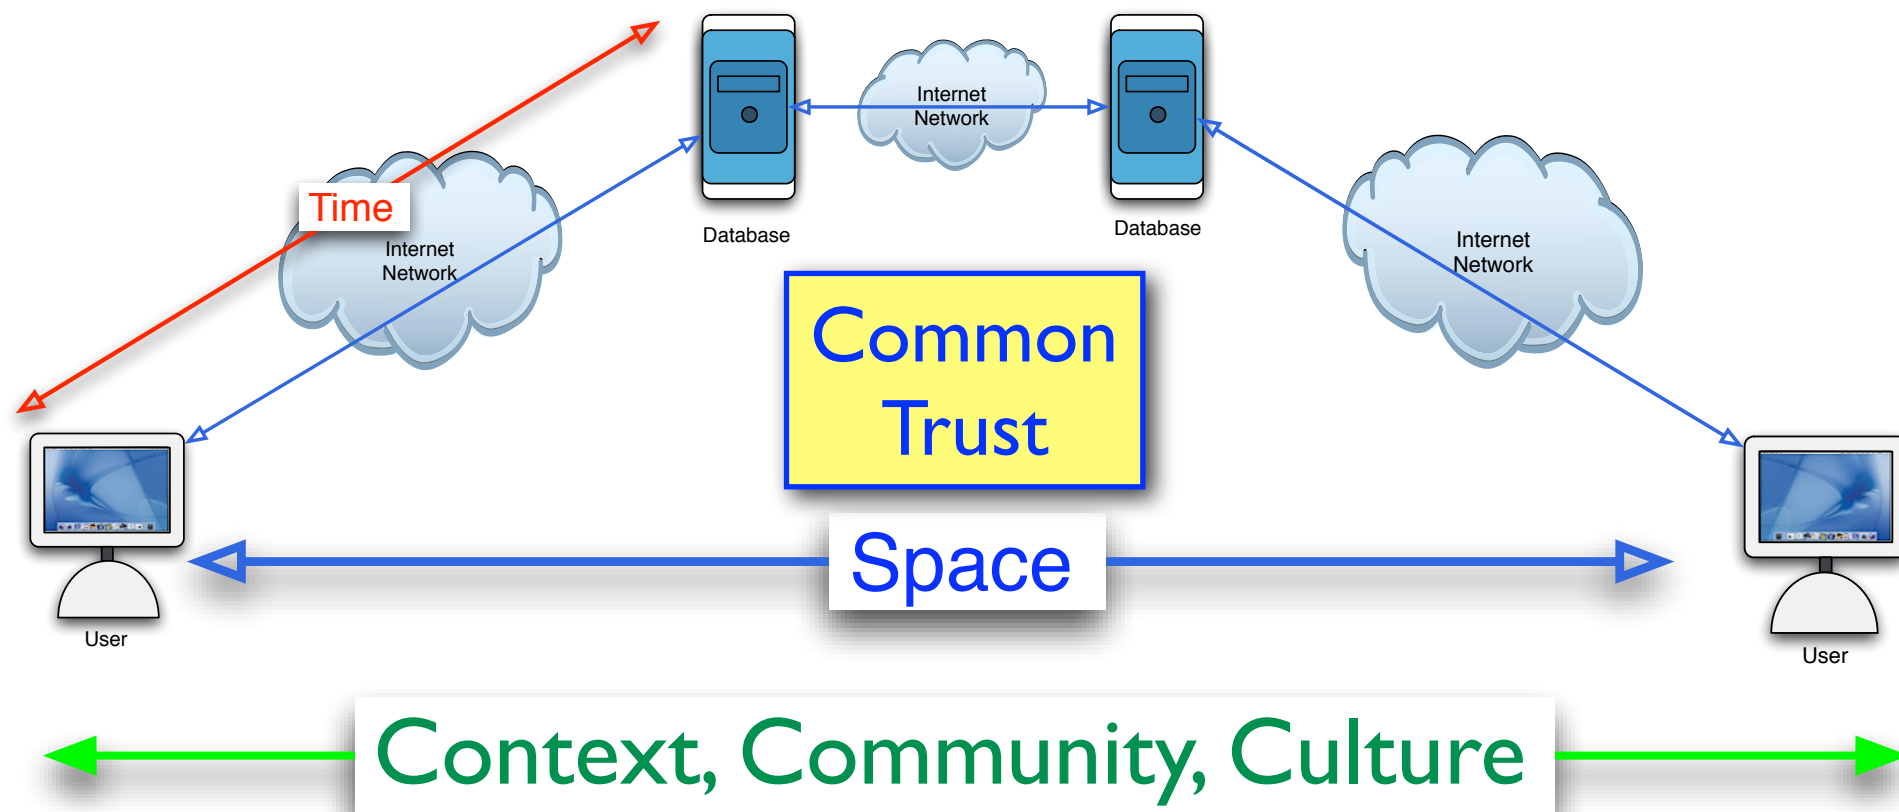 Internet
Network
Database
Database
Time
Internet
Network
Internet
Network
Common
Trust
Space
User
User
Context, Community, Culture